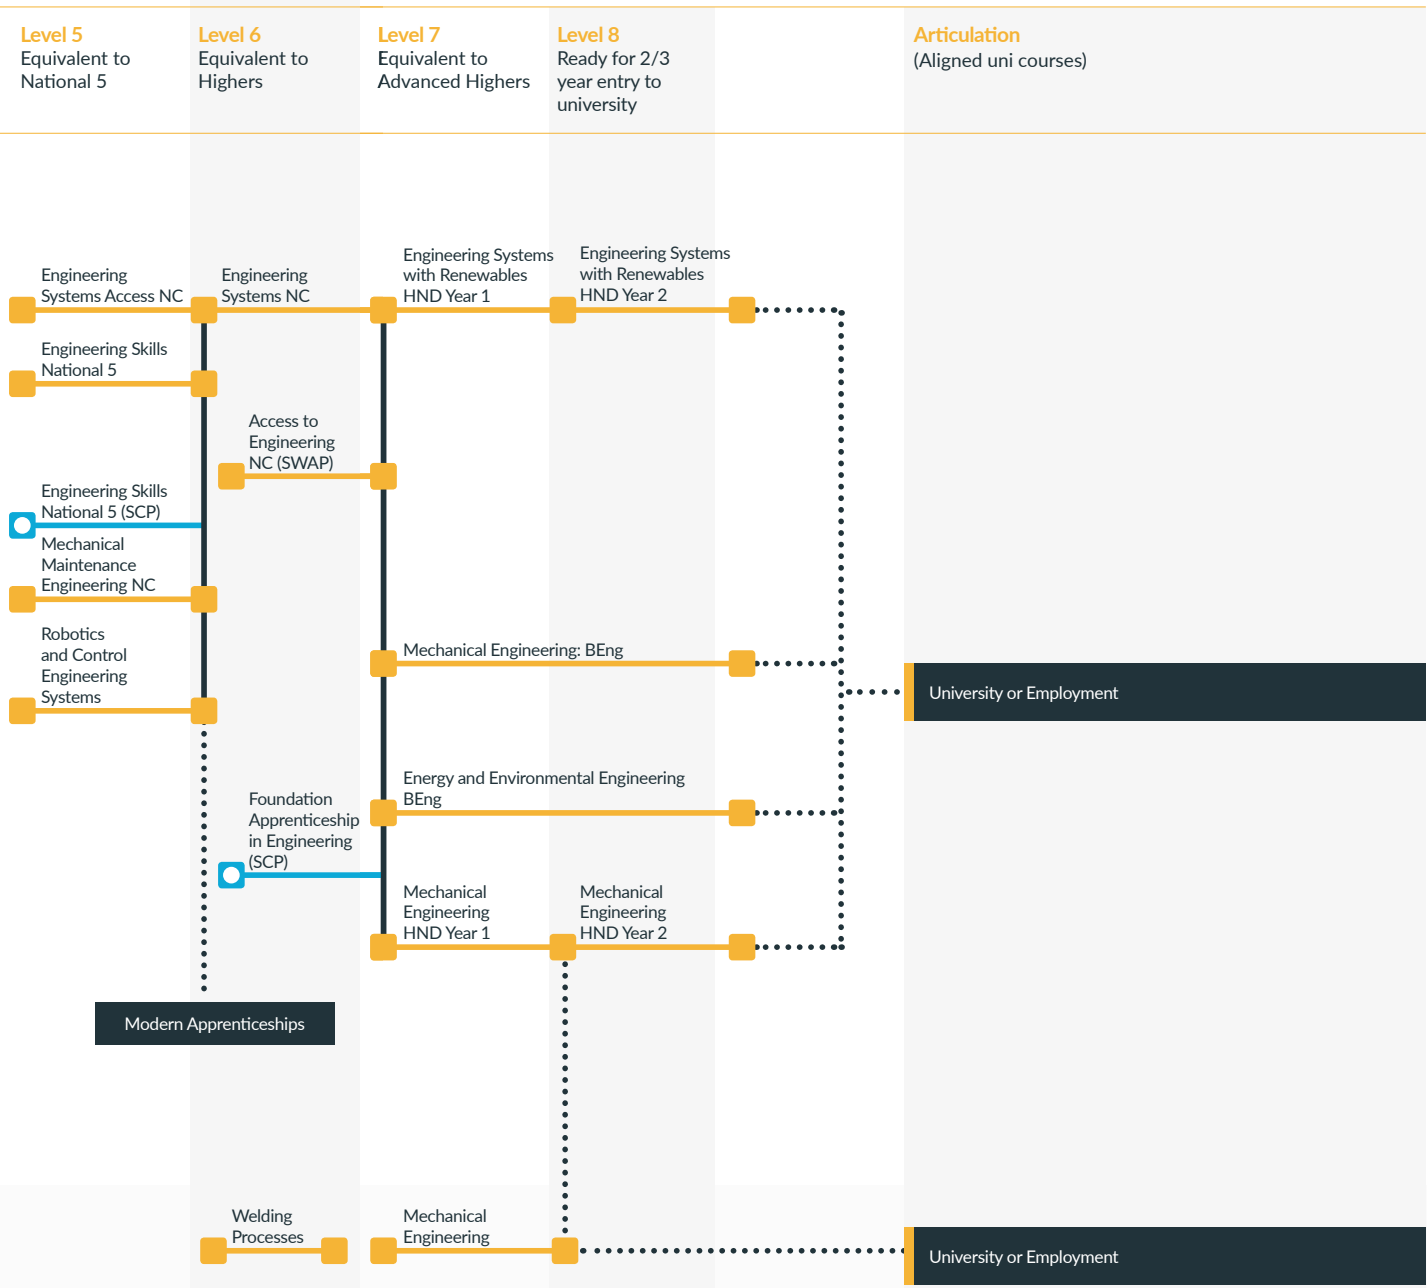 Level 5
Equivalent to
National 5
Level 6
Equivalent to
Highers
Level 7
Equivalent to
Advanced Highers
Level 8
Ready for 2/3
year entry to
university
Articulation
(Aligned uni courses)
Engineering
Systems Access NC
Engineering
Systems NC
Engineering Systems
with Renewables
HND Year 1
Engineering Systems
with Renewables
HND Year 2
Engineering Skills
National 5
Access to
Engineering
NC (SWAP)
Engineering Skills
National 5 (SCP)
Mechanical
Maintenance
Engineering NC
Robotics
and Control
Engineering
Systems
Mechanical Engineering: BEng
University or Employment
Energy and Environmental Engineering
BEng
Foundation
Apprenticeship
in Engineering
(SCP)
Mechanical
Engineering
HND Year 1
Mechanical
Engineering
HND Year 2
Modern Apprenticeships
Welding
Processes
Mechanical
Engineering
University or Employment